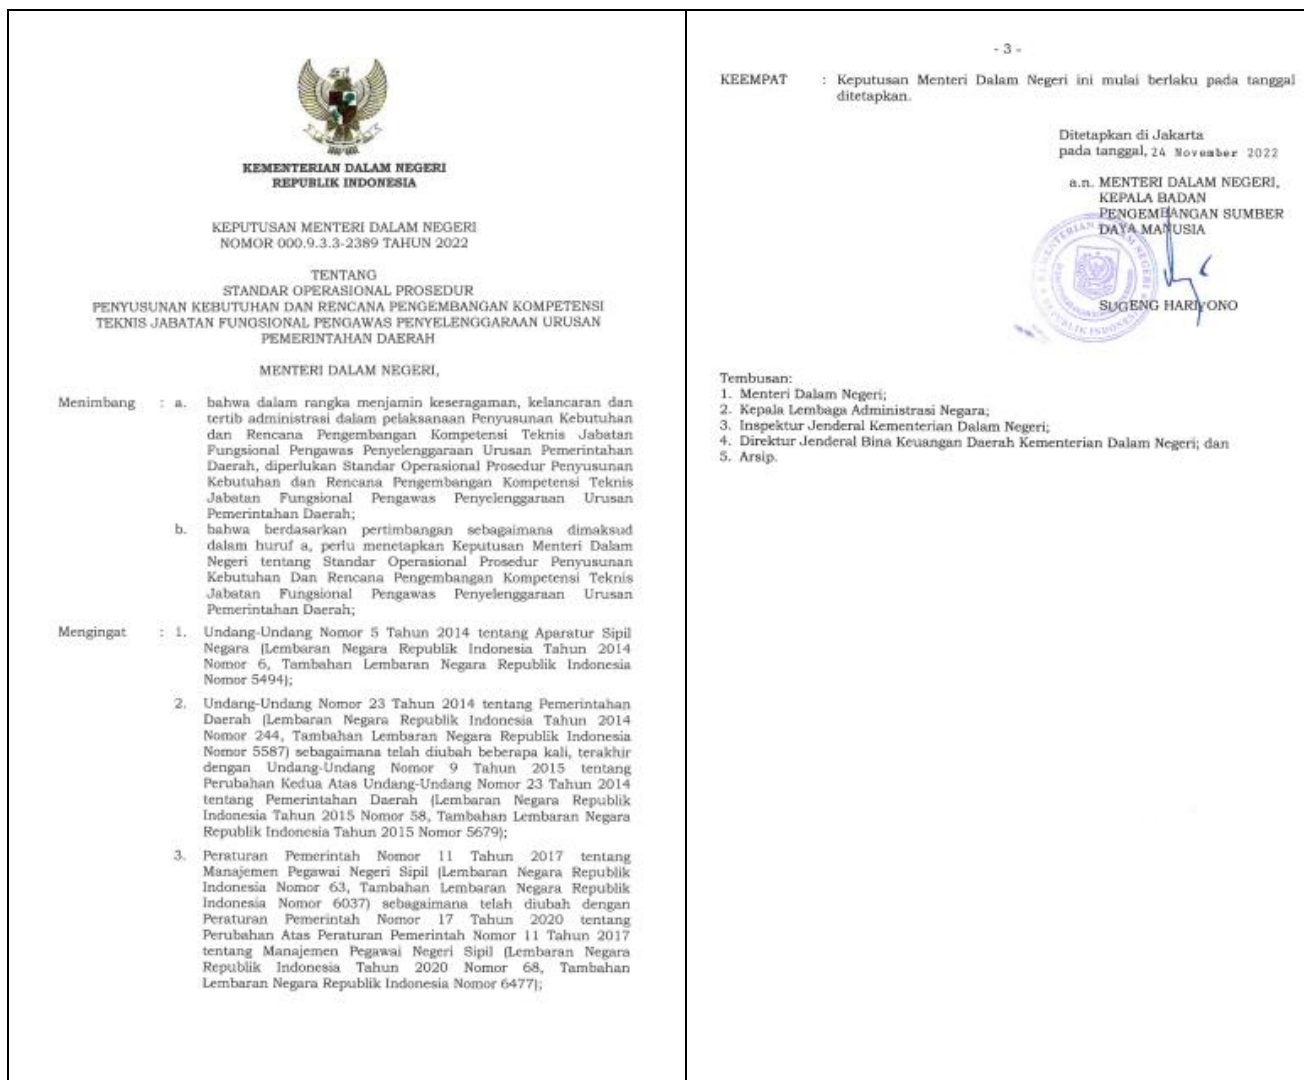 KEMENTERIAN DALAM NEGERI
REPUBLIK INDONESIA
KEPUTUSAN MENTERI DALAM NEGERI
NOMOR 000.9.3.3-2389 TAHUN 2022
TENTANG
STANDAR OPERASIONAL PROSEDUR
PENYUSUNAN KEBUTUHAN DAN RENCANA PENGEMBANGAN KOMPETENSI
TEKNIS JABATAN FUNGSIONAL PENGAWAS PENYELENGGARAAN URUSAN
PEMERINTAHAN DAERAH
MENTERI DALAM NEGERI,
Menimbang : a. bahwa dalam rangka menjamin keseragaman, kelancaran dan
tertib administrasi dalam pelaksanaan Penyusunan Kebutuhan
dan Rencana Pengembangan Kompetensi Teknis Jabatan
Fungsional Pengawas Penyelenggaraan Urusan Pemerintahan
Daerah, diperlukan Standar Operasional Prosedur Penyusunan
Kebutuhan dan Rencana Pengembangan Kompetensi Teknis
Jabatan Fungsional Pengawas Penyelenggaraan Urusan
Pemerintahan Daerah;
b. bahwa berdasarkan pertimbangan sebagaimana dimaksud
dalam huruf a, perlu menetapkan Keputusan Menteri Dalam
Negeri tentang Standar Operasional Prosedur Penyusunan
Kebutuhan Dan Rencana Pengembangan Kompetensi Teknis
Jabatan Fungsional Pengawas Penyelenggaraan Urusan
Pemerintahan Daerah;
Mengingat : 1. Undang-Undang Nomor 5 Tahun 2014 tentang Aparatur Sipil
Negara (Lembaran Negara Republik Indonesia Tahun 2014
Nomor 6, Tambahan Lembaran Negara Republik Indonesia
Nomor 5494);
2. Undang-Undang Nomor 23 Tahun 2014 tentang Pemerintahan
Daerah (Lembaran Negara Republik Indonesia Tahun 2014
Nomor 244, Tambahan Lembaran Negara Republik Indonesia
Nomor 5587) sebagaimana telah diubah beberapa kali, terakhir
dengan Undang-Undang Nomor 9 Tahun 2015 tentang
Perubahan Kedua Atas Undang-Undang Nomor 23 Tahun 2014
tentang Pemerintahan Daerah (Lembaran Negara Republik
Indonesia Tahun 2015 Nomor 58, Tambahan Lembaran Negara
Republik Indonesia Tahun 2015 Nomor 5679);
3. Peraturan Pemerintah Nomor 11 Tahun 2017 tentang
Manajemen Pegawai Negeri Sipil (Lembaran Negara Republik
Indonesia Nomor 63, Tambahan Lembaran Negara Republik
Indonesia Nomor 6037) sebagaimana telah diubah dengan
Peraturan Pemerintah Nomor 17 Tahun 2020 tentang
Perubahan Atas Peraturan Pemerintah Nomor 11 Tahun 2017
tentang Manajemen Pegawai Negeri Sipil (Lembaran Negara
Republik Indonesia Tahun 2020 Nomor 68, Tambahan
Lembaran Negara Republik Indonesia Nomor 6477);
- 3 -
KEEMPAT : Keputusan Menteri Dalam Negeri ini mulai berlaku pada tanggal
ditetapkan.
Ditetapkan di Jakarta
pada tanggal, 24 November 2022
a.n. MENTERI DALAM NEGERI,
KEPALA BADAN
PENGEMBANGAN SUMBER
DAYA MANUSIA
SUGENG HARIYONO
Tembusan:
1. Menteri Dalam Negeri;
2. Kepala Lembaga Administrasi Negara;
3. Inspektur Jenderal Kementerian Dalam Negeri;
4. Direktur Jenderal Bina Keuangan Daerah Kementerian Dalam Negeri; dan
5. Arsip.